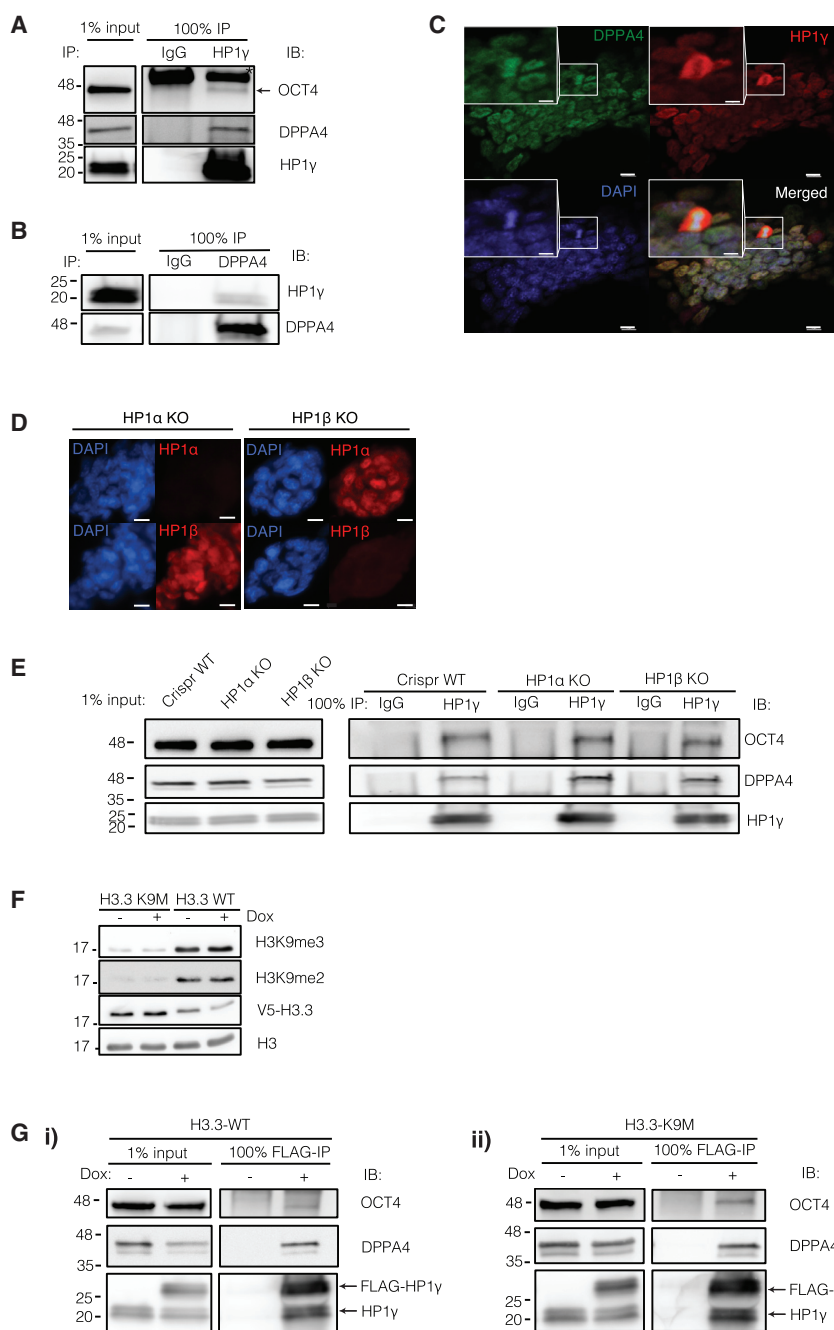 A
1% input
100% IP
IP:
IgG
HP1γ
IB:
48
*
OCT4
48
DPPA4
35
25
20
HP1γ
B
1% input
100% IP
IP:
IgG
DPPA4
IB:
25
20
HP1γ
48
DPPA4
C
DPPA4
HP1γ
DAPI
Merged
D
HP1α KO
HP1β KO
DAPI
HP1α
DAPI
HP1α
DAPI
HP1β
DAPI
HP1β
E
1% input:
Crispr WT
HP1α KO
HP1β KO
Crispr WT
HP1α KO
HP1β KO
100% IP:
IgG
HP1γ
IgG
HP1γ
IgG
HP1γ
IB:
48
OCT4
48
DPPA4
35
25
20
HP1γ
F
H3.3 K9M
H3.3 WT
-
+
-
+
Dox
17
H3K9me3
17
H3K9me2
V5-H3.3
17
17
H3
G
i)
H3.3-WT
1% input
100% FLAG-IP
Dox:
-
+
-
+
IB:
48
OCT4
48
DPPA4
35
FLAG-HP1γ
25
20
HP1γ
ii)
H3.3-K9M
1% input
100% FLAG-IP
Dox
-
+
-
+
IB:
48
OCT4
48
DPPA4
35
FLAG-
25
20
HP1γ